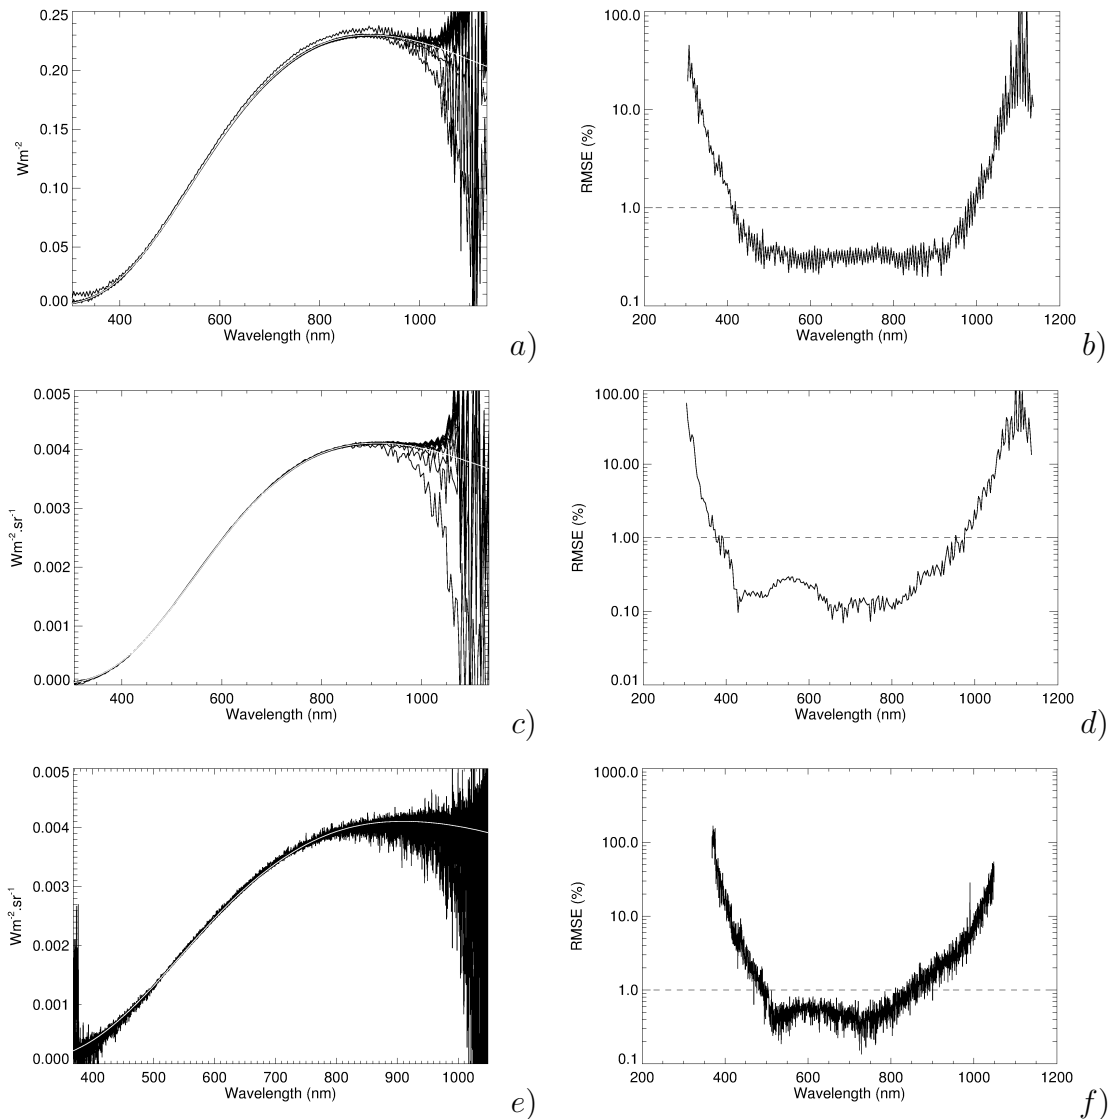 0.25
0.20
0.15
0.10
0.05
0.00
Wm⁻²
400 600 800 1000
Wavelength (nm)
a)
100.0
10.0
1.0
0.1
RMSE (%)
200 400 600 800 1000 1200
Wavelength (nm)
b)
0.005
0.004
0.003
0.002
0.001
0.000
Wm⁻².sr⁻¹
400 600 800 1000
Wavelength (nm)
c)
100.00
10.00
1.00
0.10
0.01
RMSE (%)
200 400 600 800 1000 1200
Wavelength (nm)
d)
0.005
0.004
0.003
0.002
0.001
0.000
Wm⁻².sr⁻¹
400 500 600 700 800 900 1000
Wavelength (nm)
e)
1000.0
100.0
10.0
1.0
0.1
RMSE (%)
200 400 600 800 1000 1200
Wavelength (nm)
f)